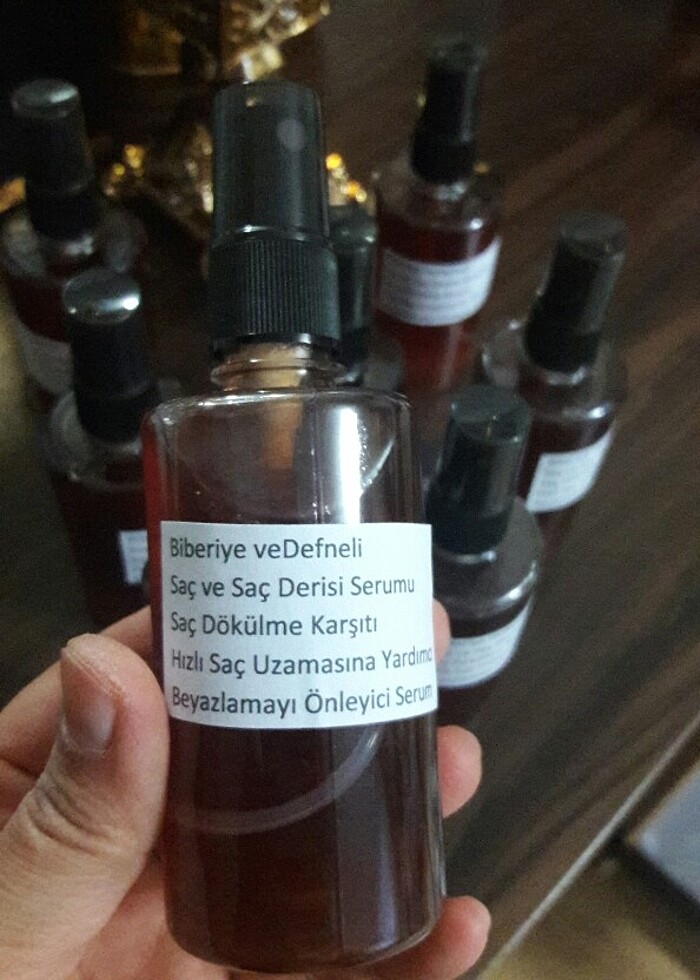 Biberiye veDefneli
Saç ve Saç Derisi Serumu
Saç Dökülme Karşıtı
Hızlı Saç Uzamasına Yardımc
Beyazlamayı Önleyici Serum